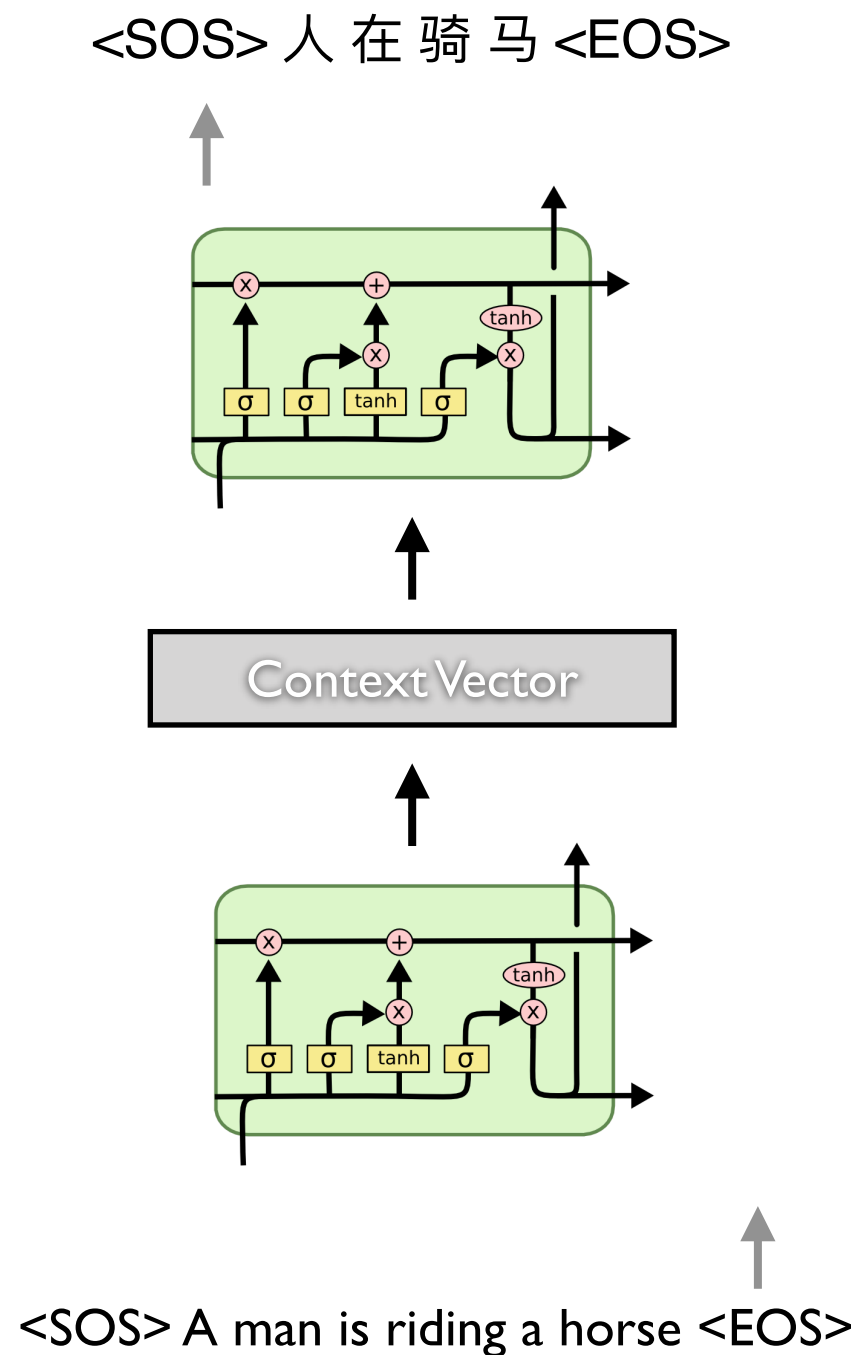 <SOS> 人 在 骑 马 <EOS>
x +
tanh
x x
σ σ tanh σ
Context Vector
x +
tanh
x x
σ σ tanh σ
<SOS> A man is riding a horse <EOS>